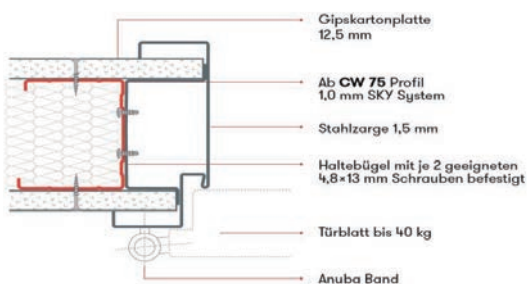 Gipskartonplatte
12,5 mm
Ab CW 75 Profil
1,0 mm SKY System
Stahlzarge 1,5 mm
Haltebügel mit je 2 geeigneten
4,8×13 mm Schrauben befestigt
Türblatt bis 40 kg
Anuba Band